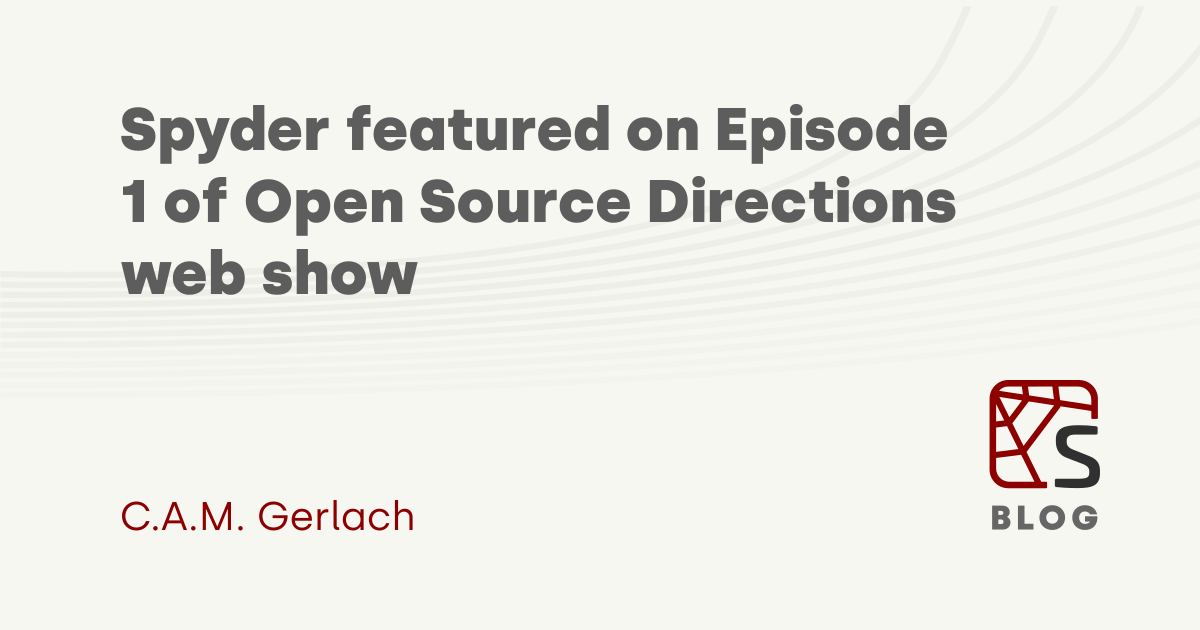 Spyder featured on Episode
1 of Open Source Directions
web show
C.A.M. Gerlach
S
BLOG